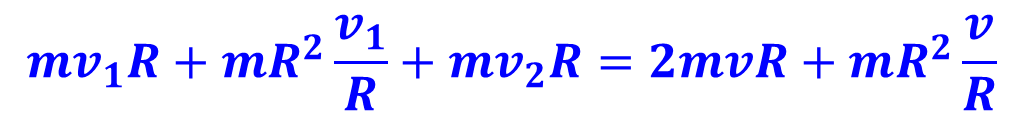 mv₁R + mR² v₁/R + mv₂R = 2mvR + mR² v/R